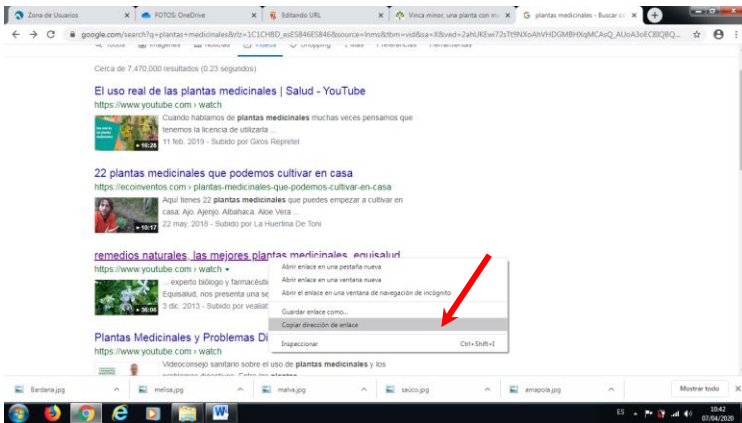 Zona de Usuarios
FOTOS: OneDrive
Editando URL
Vinca minor, una planta con mu
plantas medicinales - Buscar co
google.com/search?q=plantas+medicinales&rlz=1C1CHBD_esES846ES846&source=lnms&tbm=vid&sa=X&ved=
Cerca de 7,470,000 resultados (0.23 segundos)
El uso real de las plantas medicinales | Salud - YouTube
https://www.youtube.com › watch
Cuando hablamos de plantas medicinales muchas veces pensamos que
tenemos la licencia de utilizarla ...
11 feb. 2019 - Subido por Giros Repretel
22 plantas medicinales que podemos cultivar en casa
https://ecoinventos.com › plantas-medicinales-que-podemos-cultivar-en-casa
Aquí tienes 22 plantas medicinales que puedes empezar a cultivar en
casa: Ajo. Ajenjo. Albahaca. Aloe Vera ...
10:17
22 may. 2018 - Subido por La Huertina De Toni
remedios naturales, las mejores plantas medicinales, equisalud
https://www.youtube.com › watch
... experto biólogo y farmacéuti
Equisalud, nos presenta una se
36:06
3 dic. 2013 - Subido por
Abrir enlace en una pestaña nueva
Abrir enlace en una ventana nueva
Abrir el enlace en una ventana de navegación de incógnito
Guardar enlace como...
Copiar dirección de enlace
Inspeccionar Ctrl+Shift+I
Plantas Medicinales y Problemas Di
https://www.youtube.com › watch
Videoconsejo sanitario sobre el uso de plantas medicinales y los
Bardana.jpg
melisa.jpg
malva.jpg
saúco.jpg
amapola.jpg
Mostrar todo
ES
10:42
07/04/2020